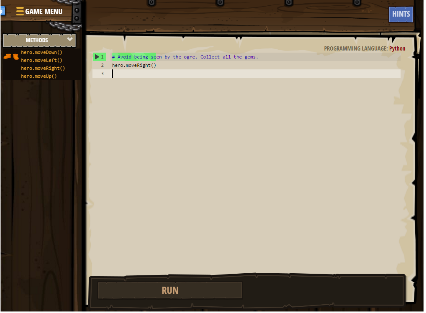 GAME MENU
HINTS
METHODS
PROGRAMMING LANGUAGE: Python
hero.moveDown()
hero.moveLeft()
hero.moveRight()
hero.moveUp()
1 # Avoid being seen by the ogre. Collect all the gems.
2 hero.moveRight()
3
RUN